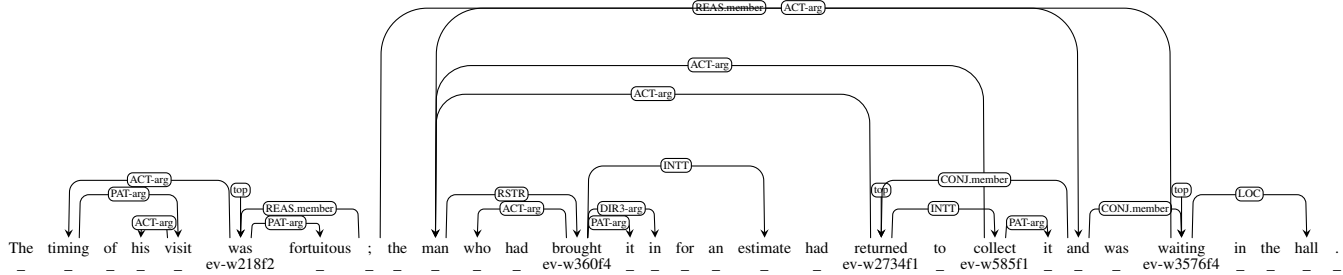 REAS.member ACT-arg
ACT-arg
ACT-arg
INTT
ACT-arg top CONJ.member top LOC
PAT-arg RSTR
REAS.member ACT-arg DIR3-arg INTT CONJ.member
ACT-arg PAT-arg PAT-arg PAT-arg
The timing of his visit was fortuitous ; the man who had brought it in for an estimate had returned to collect it and was waiting in the hall .
_ _ _ _ _ ev-w218f2 _ _ _ _ _ _ ev-w360f4 _ _ _ _ _ _ ev-w2734f1 _ ev-w585f1 _ _ _ ev-w3576f4 _ _ _ _